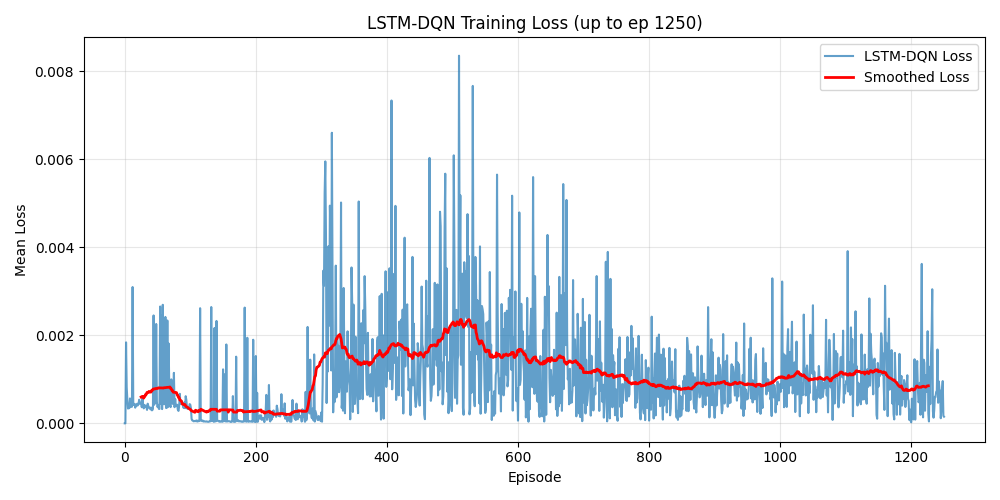 LSTM-DQN Training Loss (up to ep 1250)
LSTM-DQN Loss
Smoothed Loss
0.008
0.006
0.004
0.002
0.000
Mean Loss
0 200 400 600 800 1000 1200
Episode